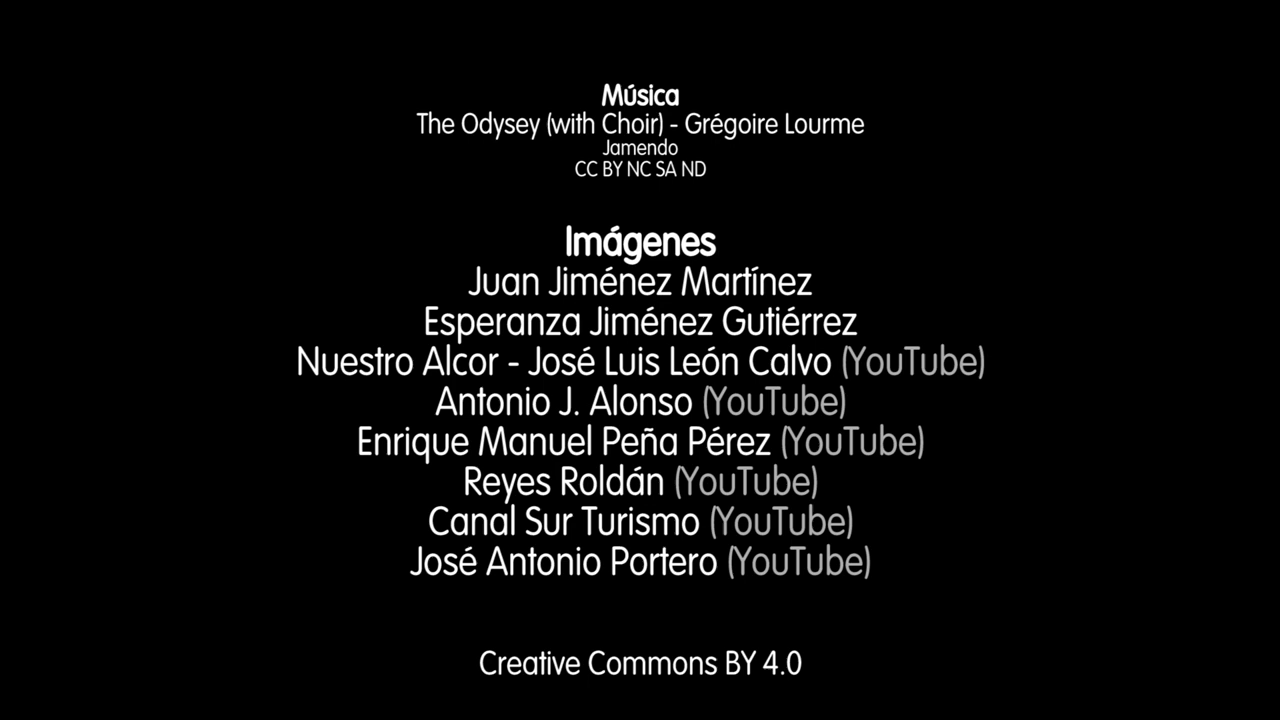 Música
The Odysey (with Choir) - Grégoire Lourme
Jamendo
CC BY NC SA ND
Imágenes
Juan Jiménez Martínez
Esperanza Jiménez Gutiérrez
Nuestro Alcor - José Luis León Calvo (YouTube)
Antonio J. Alonso (YouTube)
Enrique Manuel Peña Pérez (YouTube)
Reyes Roldán (YouTube)
Canal Sur Turismo (YouTube)
José Antonio Portero (YouTube)
Creative Commons BY 4.0